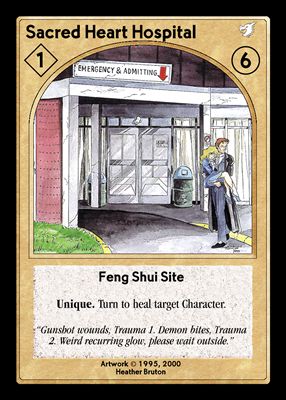 Sacred Heart Hospital
1
6
EMERGENCY & ADMITTING
Feng Shui Site
Unique. Turn to heal target Character.
“Gunshot wounds, Trauma 1. Demon bites, Trauma
2. Weird recurring glow, please wait outside.”
Artwork © 1995, 2000
Heather Bruton